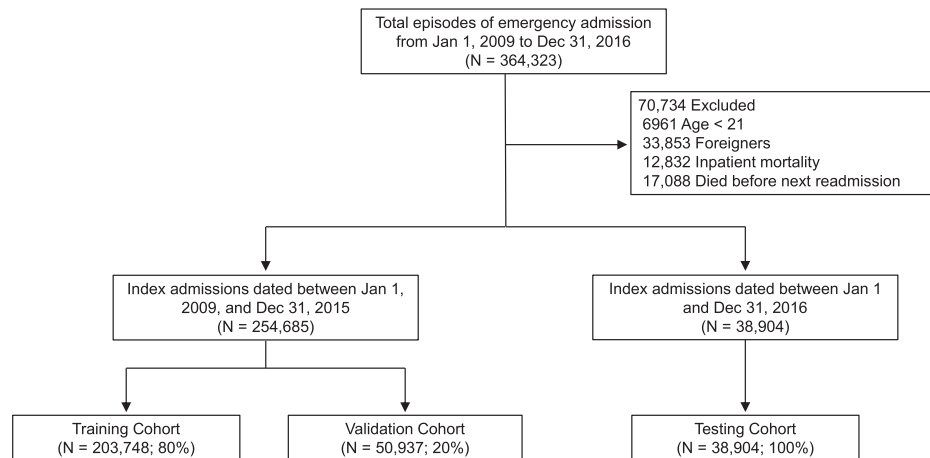 Total episodes of emergency admission
from Jan 1, 2009 to Dec 31, 2016
(N = 364,323)
70,734 Excluded
6961 Age < 21
33,853 Foreigners
12,832 Inpatient mortality
17,088 Died before next readmission
Index admissions dated between Jan 1,
2009, and Dec 31, 2015
(N = 254,685)
Index admissions dated between Jan 1
and Dec 31, 2016
(N = 38,904)
Training Cohort
(N = 203,748; 80%)
Validation Cohort
(N = 50,937; 20%)
Testing Cohort
(N = 38,904; 100%)